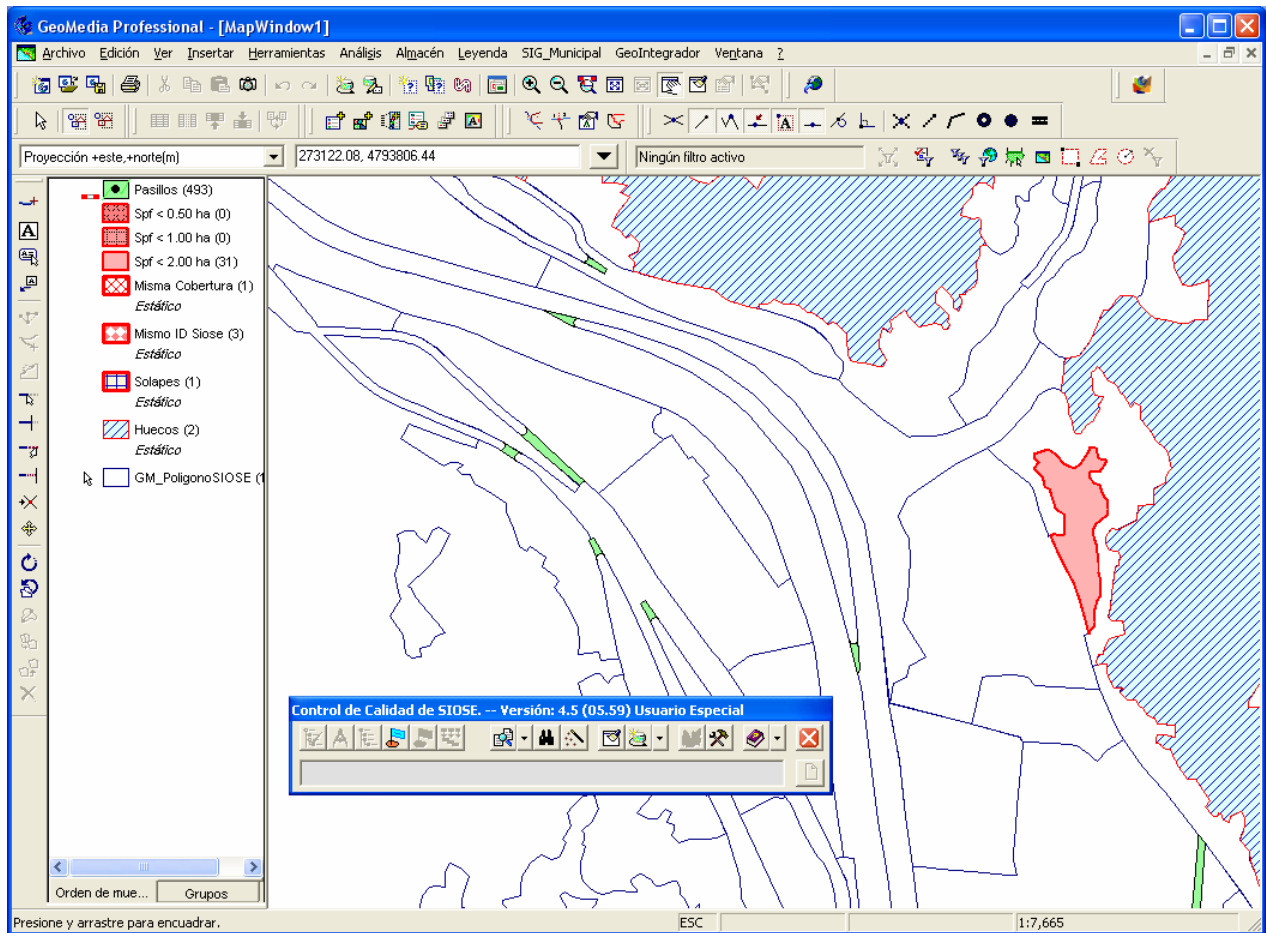 GeoMedia Professional - [MapWindow1]
Archivo Edición Ver Insertar Herramientas Análisis Almacén Leyenda SIG_Municipal GeoIntegrador Ventana ?
Proyección +este,+norte(m) 273122.08, 4793806.44 Ningún filtro activo
Pasillos (493)
Spf < 0.50 ha (0)
Spf < 1.00 ha (0)
Spf < 2.00 ha (31)
Misma Cobertura (1)
Estático
Mismo ID Siose (3)
Estático
Solapes (1)
Estático
Huecos (2)
Estático
GM_PoligonoSIOSE (1
Control de Calidad de SIOSE. -- Versión: 4.5 (05.59) Usuario Especial
Orden de mue... Grupos
Presione y arrastre para encuadrar. ESC 1:7,665